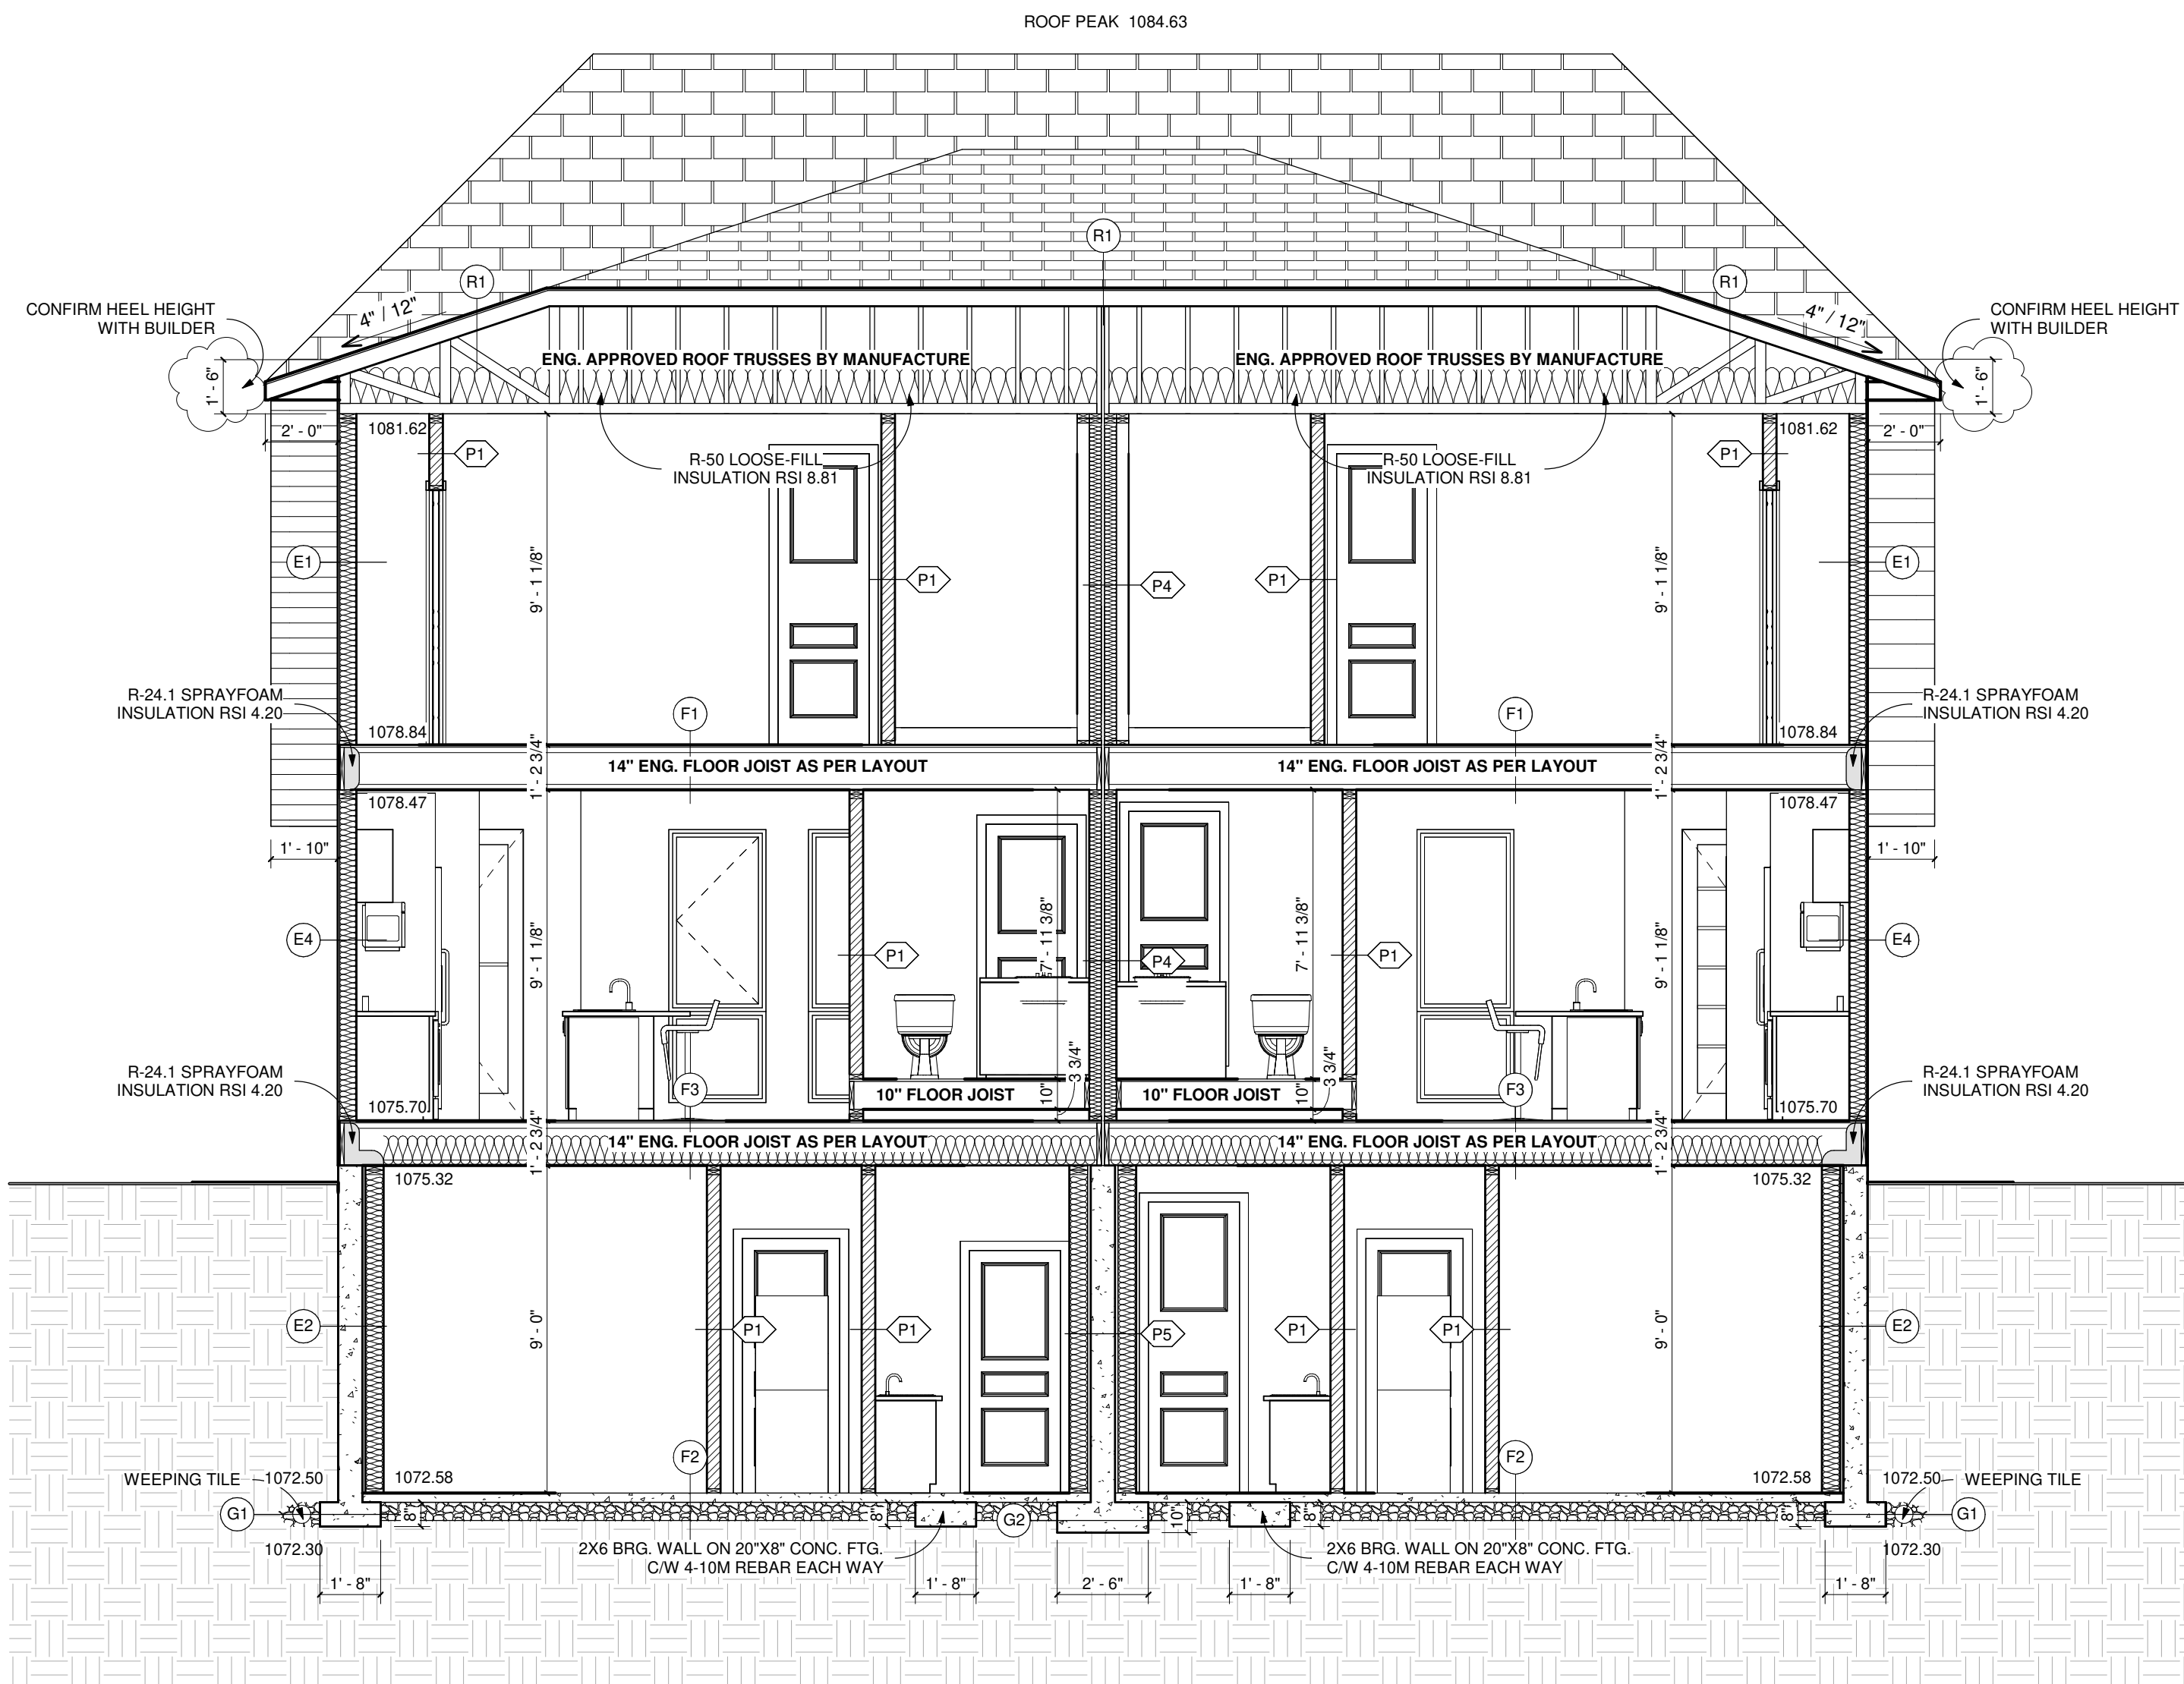 ROOF PEAK 1084.63
R1
R1
R1
4" / 12"
4" / 12"
CONFIRM HEEL HEIGHT
WITH BUILDER
CONFIRM HEEL HEIGHT
WITH BUILDER
ENG. APPROVED ROOF TRUSSES BY MANUFACTURE
ENG. APPROVED ROOF TRUSSES BY MANUFACTURE
1' - 6"
1' - 6"
2' - 0"
1081.62
1081.62
2' - 0"
P1
R-50 LOOSE-FILL
INSULATION RSI 8.81
R-50 LOOSE-FILL
INSULATION RSI 8.81
P1
E1
9' - 1 1/8"
P1
P4
P1
9' - 1 1/8"
E1
R-24.1 SPRAYFOAM
INSULATION RSI 4.20
F1
F1
R-24.1 SPRAYFOAM
INSULATION RSI 4.20
1078.84
1078.84
1' - 2 3/4"
14" ENG. FLOOR JOIST AS PER LAYOUT
14" ENG. FLOOR JOIST AS PER LAYOUT
1' - 2 3/4"
1078.47
1078.47
1' - 10"
1' - 10"
E4
9' - 1 1/8"
P1
7' - 11 3/8"
P4
7' - 11 3/8"
P1
9' - 1 1/8"
E4
R-24.1 SPRAYFOAM
INSULATION RSI 4.20
F3
10" FLOOR JOIST
10"
3 3/4"
10" FLOOR JOIST
10"
3 3/4"
F3
R-24.1 SPRAYFOAM
INSULATION RSI 4.20
1075.70
1075.70
1' - 2 3/4"
14" ENG. FLOOR JOIST AS PER LAYOUT
14" ENG. FLOOR JOIST AS PER LAYOUT
1' - 2 3/4"
1075.32
1075.32
E2
9' - 0"
P1
P1
P5
P1
P1
9' - 0"
E2
F2
F2
WEEPING TILE
1072.50
1072.58
1072.58
1072.50
WEEPING TILE
G1
8"
8"
G2
10"
8"
8"
G1
1072.30
2X6 BRG. WALL ON 20"X8" CONC. FTG.
C/W 4-10M REBAR EACH WAY
2X6 BRG. WALL ON 20"X8" CONC. FTG.
C/W 4-10M REBAR EACH WAY
1072.30
1' - 8"
1' - 8"
2' - 6"
1' - 8"
1' - 8"